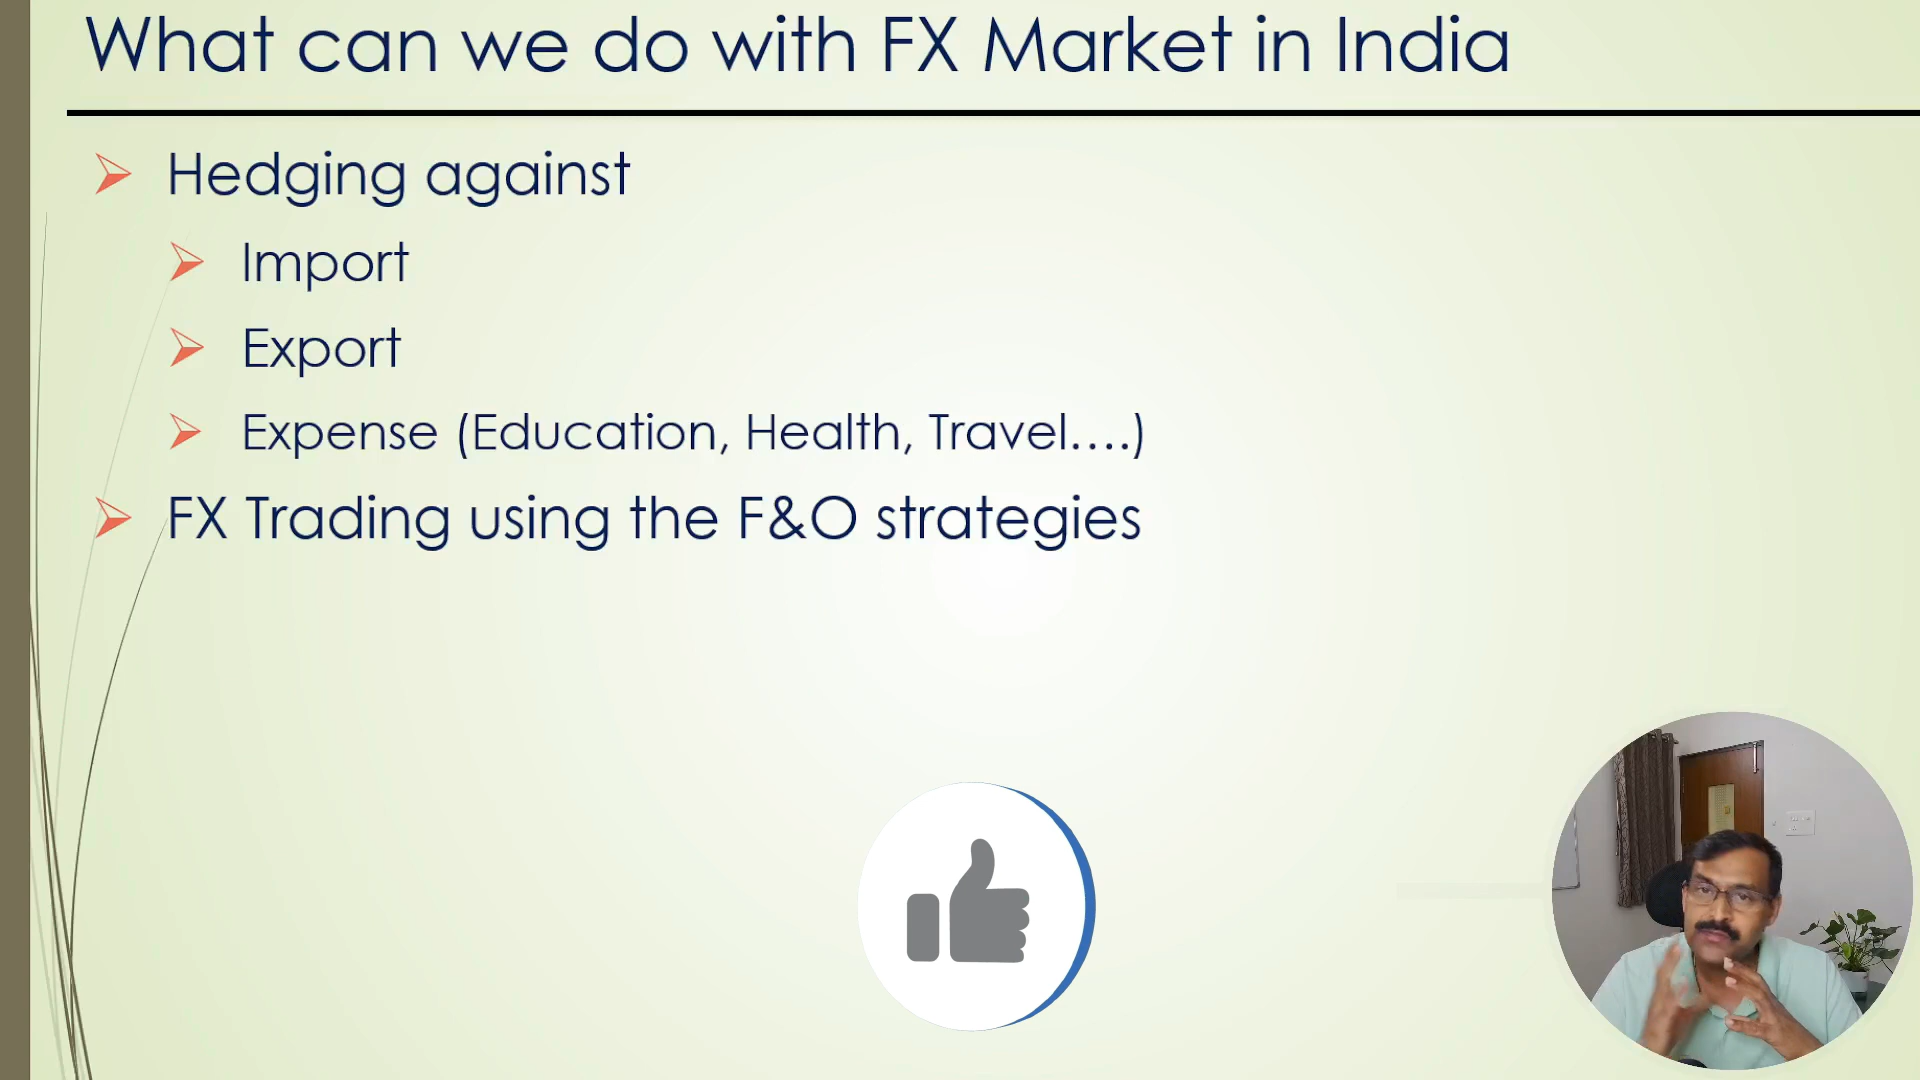 What can we do with FX Market in India
Hedging against
Import
Export
Expense (Education, Health, Travel....)
FX Trading using the F&O strategies